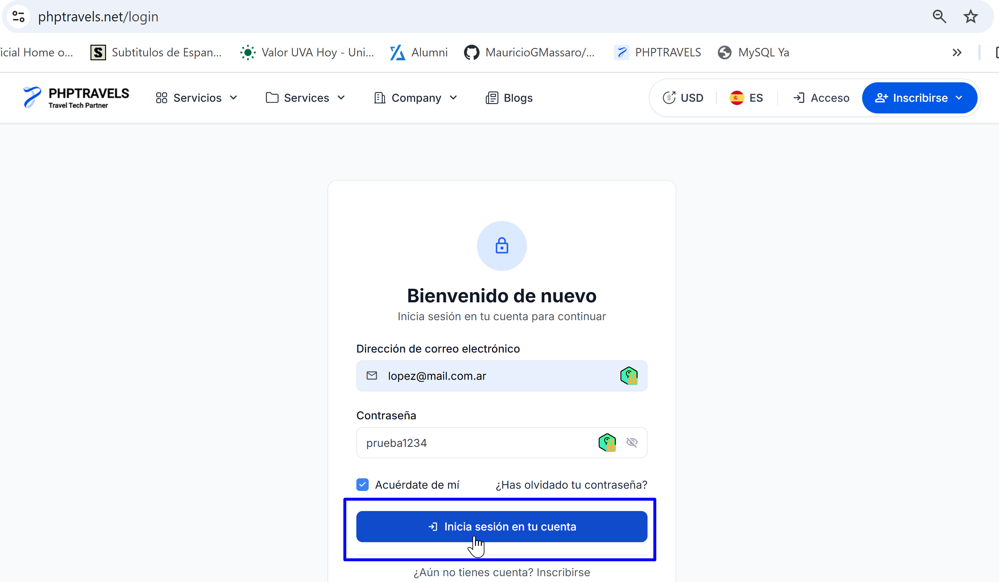 phptravels.net/login
icial Home o... Subtitulos de Espan... Valor UVA Hoy - Uni... Alumni MauricioGMassaro/... PHPTRAVELS MySQL Ya
PHPTRAVELS
Travel Tech Partner
Servicios Services Company Blogs USD ES Acceso Inscribirse
Bienvenido de nuevo
Inicia sesión en tu cuenta para continuar
Dirección de correo electrónico
lopez@mail.com.ar
Contraseña
prueba1234
Acuérdate de mí ¿Has olvidado tu contraseña?
Inicia sesión en tu cuenta
¿Aún no tienes cuenta? Inscribirse